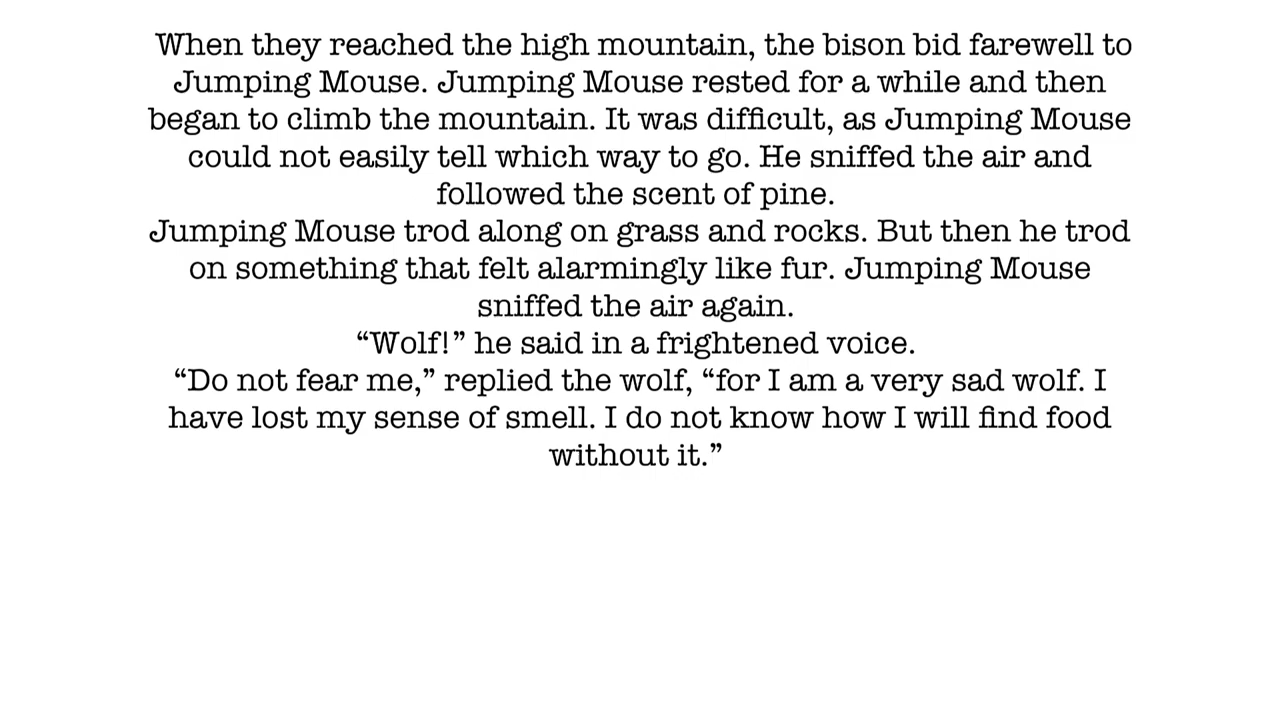 When they reached the high mountain, the bison bid farewell to
Jumping Mouse. Jumping Mouse rested for a while and then
began to climb the mountain. It was difficult, as Jumping Mouse
could not easily tell which way to go. He sniffed the air and
followed the scent of pine.
Jumping Mouse trod along on grass and rocks. But then he trod
on something that felt alarmingly like fur. Jumping Mouse
sniffed the air again.
“Wolf!” he said in a frightened voice.
“Do not fear me,” replied the wolf, “for I am a very sad wolf. I
have lost my sense of smell. I do not know how I will find food
without it.”